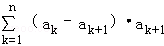 n
∑ (a_k - a_{k+1}) • a_{k+1}
k=1